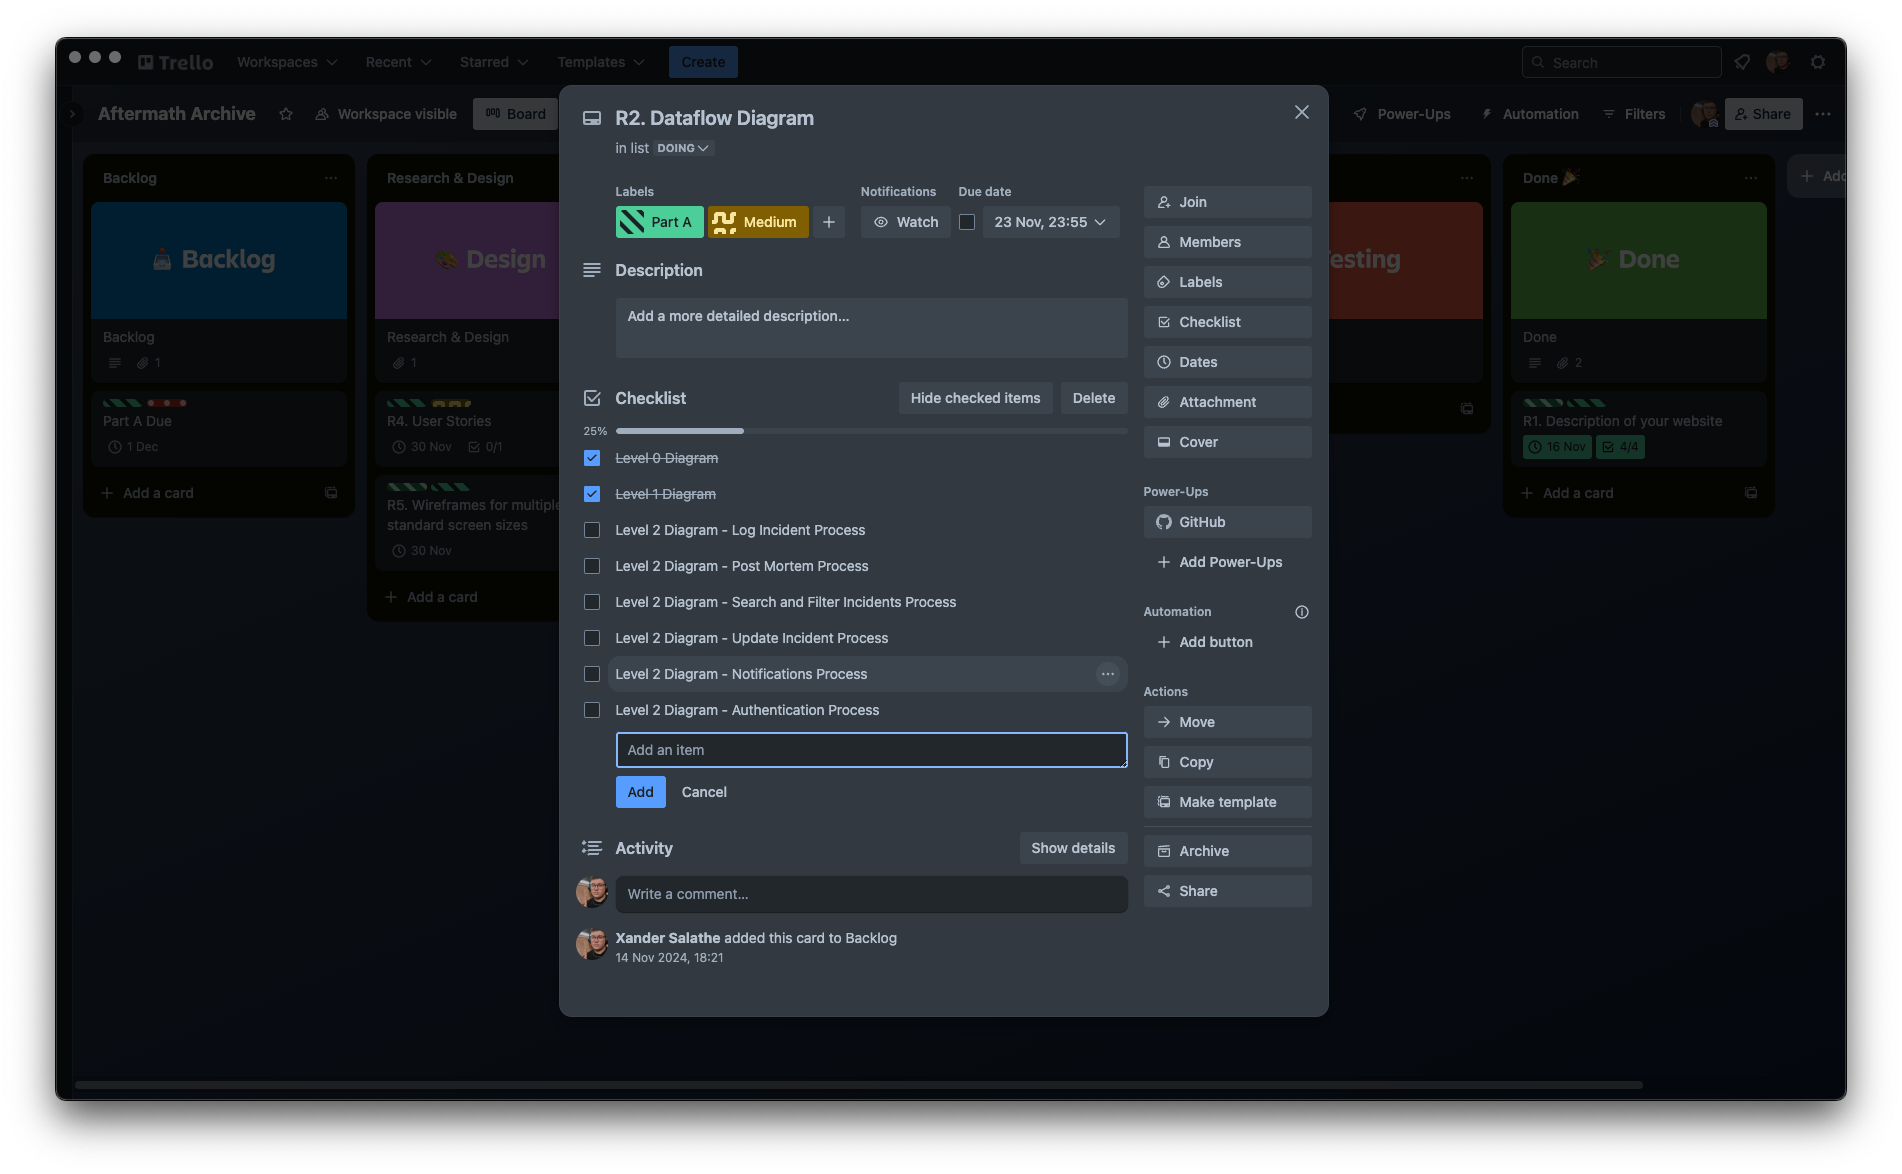 Trello
Workspaces
Recent
Starred
Templates
Create
Search
Aftermath Archive
Workspace visible
Board
Power-Ups
Automation
Filters
Share
Backlog
Backlog
Backlog
1
Part A Due
1 Dec
Add a card
Research & Design
Design
Research & Design
1
R4. User Stories
30 Nov
0/1
R5. Wireframes for multiple
standard screen sizes
30 Nov
Add a card
R2. Dataflow Diagram
in list DOING
Labels
Part A
Medium
Notifications
Watch
Due date
23 Nov, 23:55
Description
Add a more detailed description...
Checklist
Hide checked items
Delete
25%
Level 0 Diagram
Level 1 Diagram
Level 2 Diagram - Log Incident Process
Level 2 Diagram - Post Mortem Process
Level 2 Diagram - Search and Filter Incidents Process
Level 2 Diagram - Update Incident Process
Level 2 Diagram - Notifications Process
Level 2 Diagram - Authentication Process
Add an item
Add
Cancel
Activity
Show details
Write a comment...
Xander Salathe added this card to Backlog
14 Nov 2024, 18:21
Join
Members
Labels
Checklist
Dates
Attachment
Cover
Power-Ups
GitHub
Add Power-Ups
Automation
Add button
Actions
Move
Copy
Make template
Archive
Share
esting
Done
Done
Done
2
R1. Description of your website
16 Nov
4/4
Add a card
Add